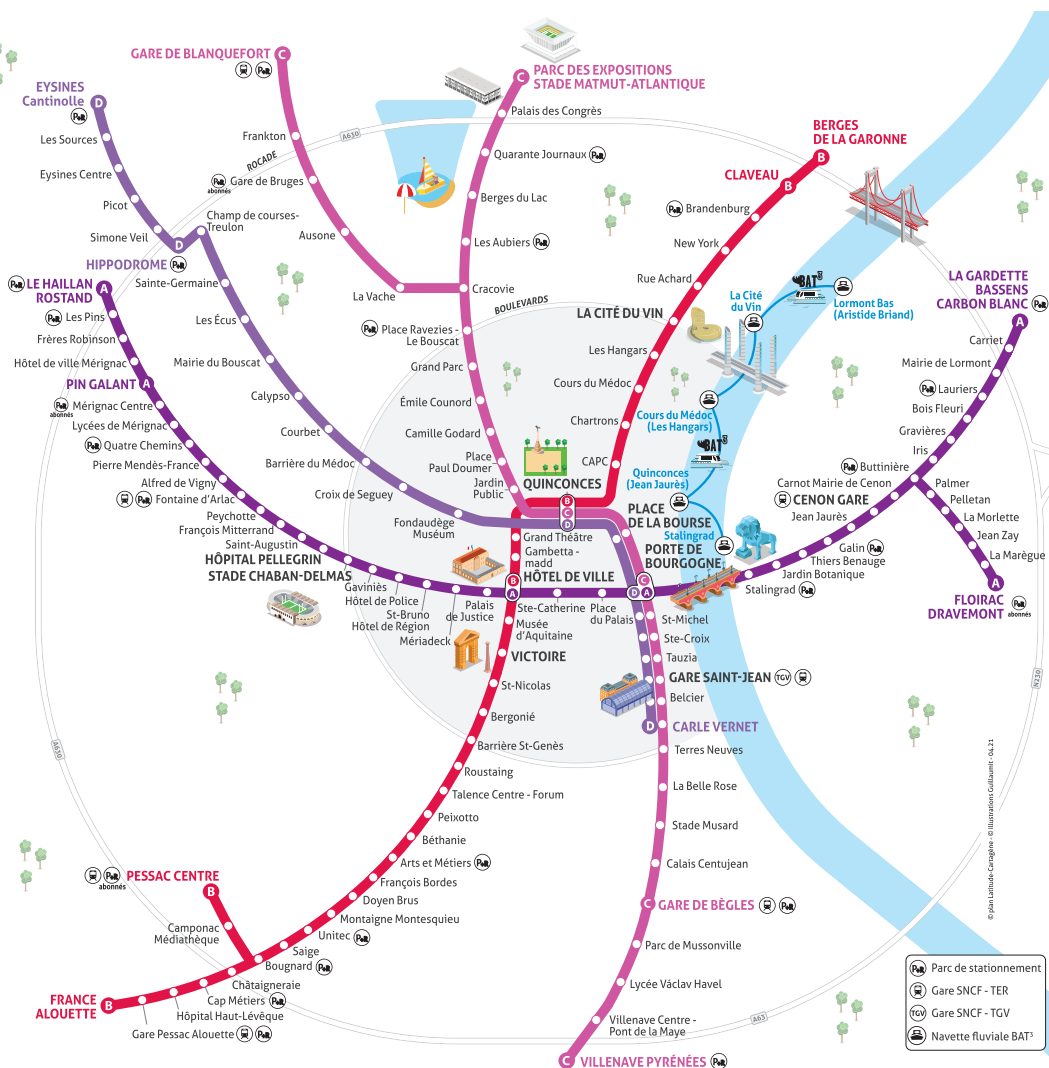 GARE DE BLANQUEFORT
C
P+R
Frankton
P+R
abonnés
Gare de Bruges
Ausone
La Vache
C
PARC DES EXPOSITIONS
STADE MATMUT-ATLANTIQUE
Palais des Congrès
Quarante Journaux P+R
Berges du Lac
Les Aubiers P+R
Cracovie
P+R Place Ravezies -
Le Bouscat
Grand Parc
Émile Counord
Camille Godard
Place
Paul Doumer
Jardin
Public
EYSINES
Cantinolle
D
P+R
Les Sources
Eysines Centre
Picot
Simone Veil
D
HIPPODROME P+R
Champ de courses-
Treulon
Sainte-Germaine
Les Écus
Mairie du Bouscat
Calypso
Courbet
Barrière du Médoc
Croix de Seguey
Fondaudège
Muséum
A630
ROCADE
BOULEVARDS
BERGES
DE LA GARONNE
B
CLAVEAU
B
P+R Brandenburg
New York
Rue Achard
LA CITÉ DU VIN
Les Hangars
Cours du Médoc
Chartrons
CAPC
QUINCONCES
B
C
D
BAT3
La Cité
du Vin
Lormont Bas
(Aristide Briand)
Cours du Médoc
(Les Hangars)
BAT3
Quinconces
(Jean Jaurès)
Stalingrad
P+R LE HAILLAN
ROSTAND
A
P+R Les Pins
Frères Robinson
Hôtel de ville Mérignac
PIN GALANT
A
P+R
abonnés
Mérignac Centre
Lycées de Mérignac
P+R Quatre Chemins
Pierre Mendès-France
Alfred de Vigny
P+R Fontaine d'Arlac
Peychotte
François Mitterrand
Saint-Augustin
HÔPITAL PELLEGRIN
STADE CHABAN-DELMAS
Gaviniès
Hôtel de Police
St-Bruno
Hôtel de Région
Mériadeck
Palais
de Justice
Grand Théâtre
Gambetta -
madd
HÔTEL DE VILLE
B
A
Ste-Catherine
Place
du Palais
PLACE
DE LA BOURSE
PORTE DE
BOURGOGNE
C
D
A
LA GARDETTE
BASSENS
CARBON BLANC P+R
A
Carriet
Mairie de Lormont
P+R Lauriers
Bois Fleuri
Gravières
Iris
P+R Buttinière
Carnot Mairie de Cenon
CENON GARE
Jean Jaurès
Galin P+R
Thiers Benauge
Jardin Botanique
Stalingrad P+R
Palmer
Pelletan
La Morlette
Jean Zay
La Marègue
A
FLOIRAC
DRAVEMONT
P+R
abonnés
Musée
d'Aquitaine
VICTOIRE
St-Nicolas
Bergonié
Barrière St-Genès
Roustaing
Talence Centre - Forum
Peixotto
Béthanie
Arts et Métiers P+R
François Bordes
Doyen Brus
Montaigne Montesquieu
Unitec P+R
Saige
Bougnard P+R
Châtaigneraie
Cap Métiers P+R
Hôpital Haut-Lévêque
Gare Pessac Alouette P+R
FRANCE
ALOUETTE
B
P+R
abonnés
PESSAC CENTRE
B
Camponac
Médiathèque
St-Michel
Ste-Croix
Tauzia
GARE SAINT-JEAN TGV
Belcier
D
CARLE VERNET
Terres Neuves
La Belle Rose
Stade Musard
Calais Centujean
C
GARE DE BÈGLES P+R
Parc de Mussonville
Lycée Václav Havel
Villenave Centre -
Pont de la Maye
C
VILLENAVE PYRÉNÉES P+R
A630
A63
N230
© plan Latitude-Cartagène - © illustrations Guillaumit - 04.21
P+R Parc de stationnement
Gare SNCF - TER
TGV Gare SNCF - TGV
Navette fluviale BAT3